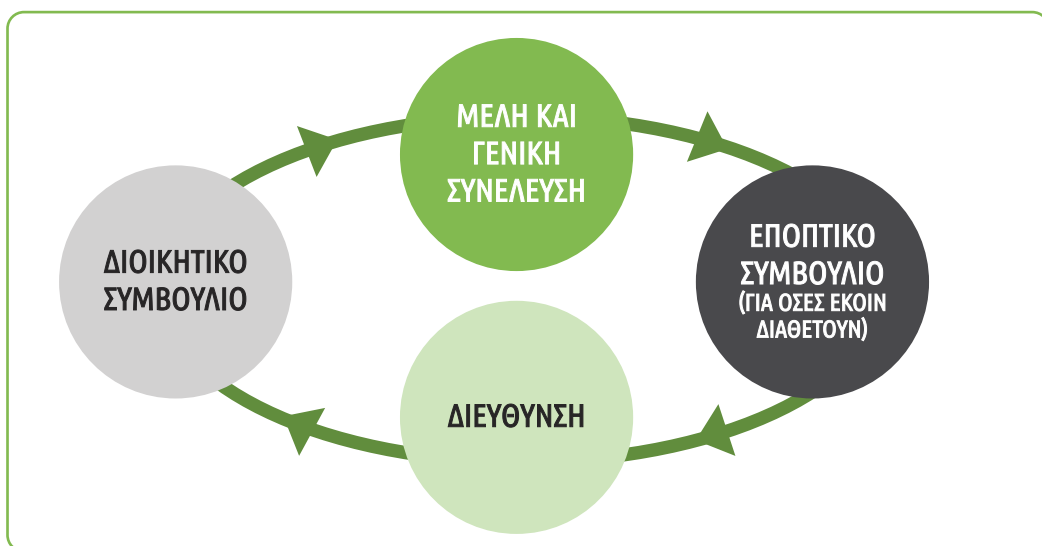 ΜΕΛΗ ΚΑΙ
ΓΕΝΙΚΗ
ΣΥΝΕΛΕΥΣΗ
ΔΙΟΙΚΗΤΙΚΟ
ΣΥΜΒΟΥΛΙΟ
ΕΠΟΠΤΙΚΟ
ΣΥΜΒΟΥΛΙΟ
(ΓΙΑ ΟΣΕΣ ΕΚΟΙΝ
ΔΙΑΘΕΤΟΥΝ)
ΔΙΕΥΘΥΝΣΗ